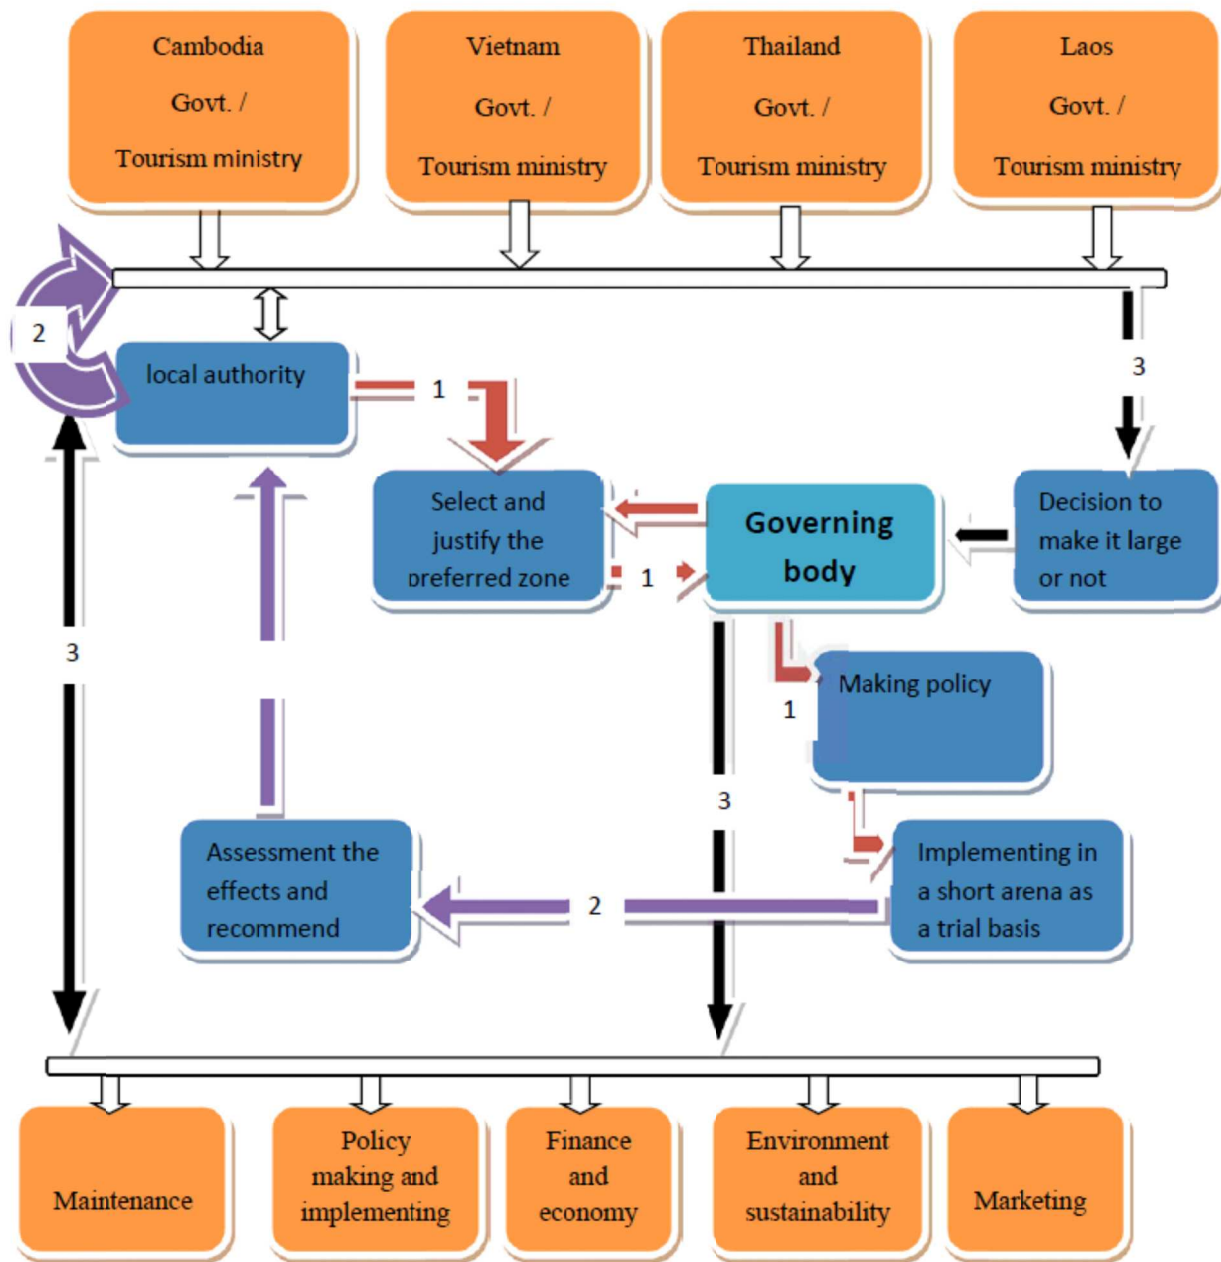 Cambodia
Govt. /
Tourism ministry
Vietnam
Govt. /
Tourism ministry
Thailand
Govt. /
Tourism ministry
Laos
Govt. /
Tourism ministry
2
local authority
1
3
Select and
justify the
preferred zone
1
Governing
body
Decision to
make it large
or not
3
1
Making policy
3
Assessment the
effects and
recommend
2
Implementing in
a short arena as
a trial basis
Maintenance
Policy
making and
implementing
Finance
and
economy
Environment
and
sustainability
Marketing